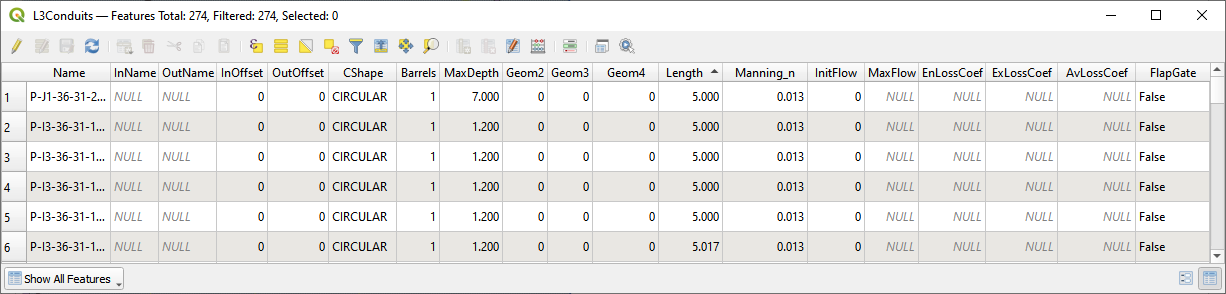 L3Conduits — Features Total: 274, Filtered: 274, Selected: 0
Name InName OutName InOffset OutOffset CShape Barrels MaxDepth Geom2 Geom3 Geom4 Length Manning_n InitFlow MaxFlow EnLossCoef ExLossCoef AvLossCoef FlapGate
1 P-J1-36-31-2... NULL NULL 0 0 CIRCULAR 1 7.000 0 0 0 5.000 0.013 0 NULL NULL NULL NULL False
2 P-I3-36-31-1... NULL NULL 0 0 CIRCULAR 1 1.200 0 0 0 5.000 0.013 0 NULL NULL NULL NULL False
3 P-I3-36-31-1... NULL NULL 0 0 CIRCULAR 1 1.200 0 0 0 5.000 0.013 0 NULL NULL NULL NULL False
4 P-I3-36-31-1... NULL NULL 0 0 CIRCULAR 1 1.200 0 0 0 5.000 0.013 0 NULL NULL NULL NULL False
5 P-I3-36-31-1... NULL NULL 0 0 CIRCULAR 1 1.200 0 0 0 5.000 0.013 0 NULL NULL NULL NULL False
6 P-I3-36-31-1... NULL NULL 0 0 CIRCULAR 1 1.200 0 0 0 5.017 0.013 0 NULL NULL NULL NULL False
Show All Features